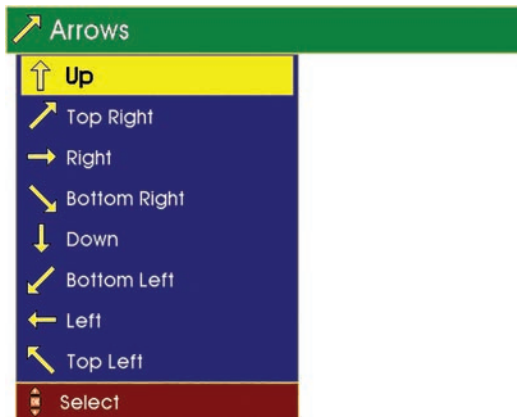 Arrows
Up
Top Right
Right
Bottom Right
Down
Bottom Left
Left
Top Left
Select